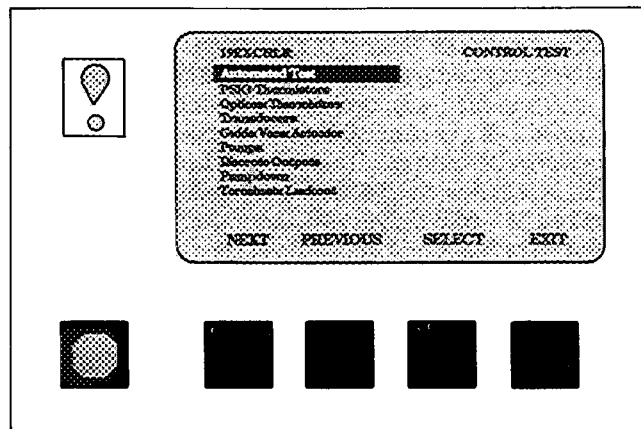 CONTROL TEST
Automated Test
PSIO Thermistors
Options Thermistors
Transducers
Guide Vane Actuator
Pumps
Discrete Outputs
Pumpdown
Terminate Lockout
NEXT PREVIOUS SELECT EXIT